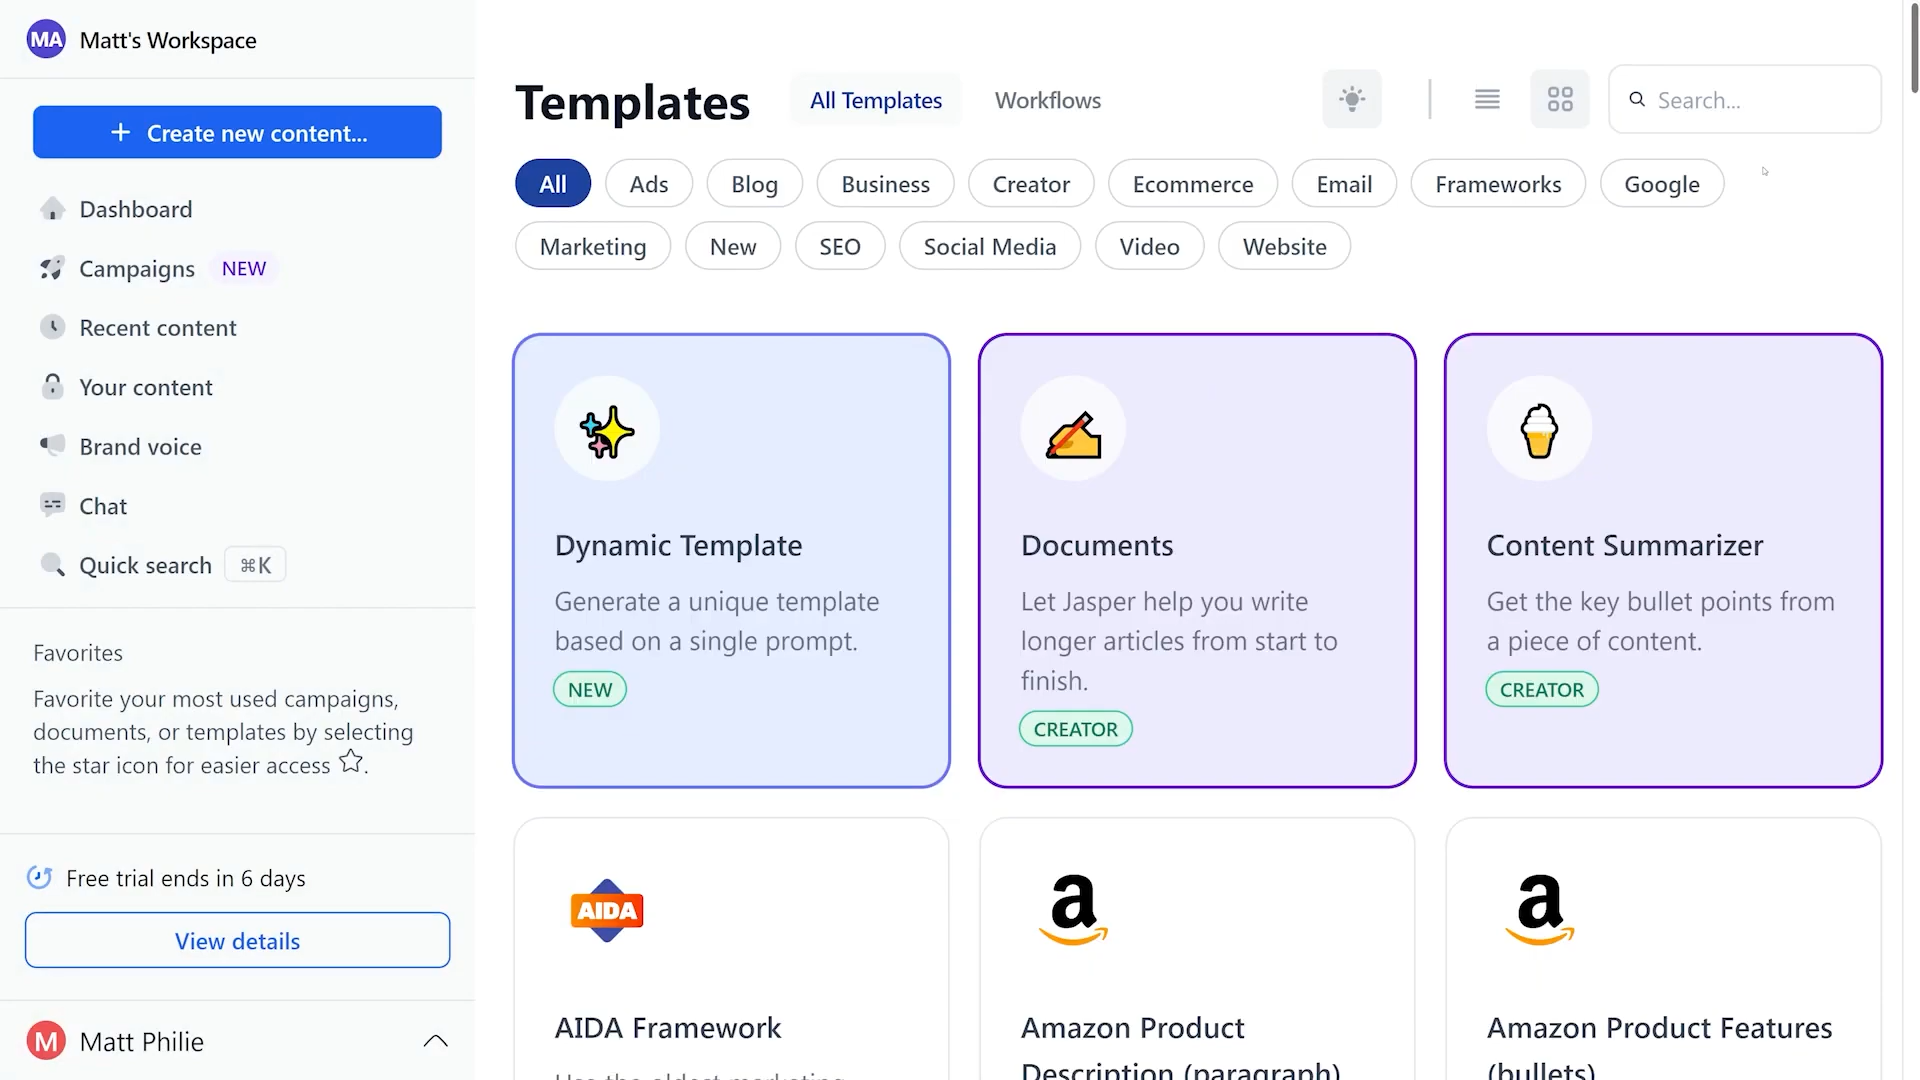 MA Matt's Workspace
+ Create new content...
Dashboard
Campaigns NEW
Recent content
Your content
Brand voice
Chat
Quick search ⌘K
Favorites
Favorite your most used campaigns,
documents, or templates by selecting
the star icon for easier access ☆.
Free trial ends in 6 days
View details
M Matt Philie
Templates All Templates Workflows Search...
All Ads Blog Business Creator Ecommerce Email Frameworks Google
Marketing New SEO Social Media Video Website
Dynamic Template
Generate a unique template
based on a single prompt.
NEW
Documents
Let Jasper help you write
longer articles from start to
finish.
CREATOR
Content Summarizer
Get the key bullet points from
a piece of content.
CREATOR
AIDA
AIDA Framework
Use the oldest marketing
a
Amazon Product
Description (paragraph)
a
Amazon Product Features
(bullets)